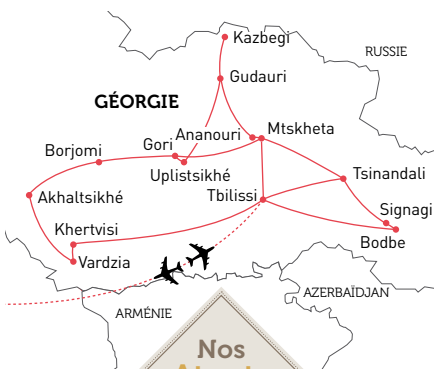 Kazbegi
RUSSIE
Gudauri
GÉORGIE
Ananouri
Mtskheta
Gori
Borjomi
Uplistsikhé
Tsinandali
Akhaltsikhé
Tbilissi
Signagi
Khertvisi
Bodbe
Vardzia
AZERBAÏDJAN
ARMÉNIE
Nos